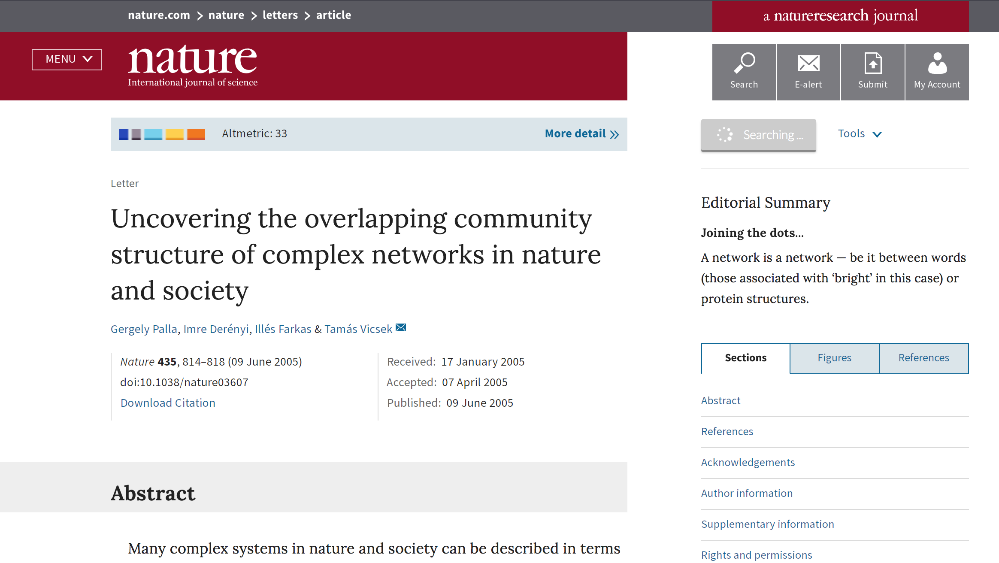 nature.com > nature > letters > article
a natureresearch journal
MENU
nature
International journal of science
Search
E-alert
Submit
My Account
Altmetric: 33
More detail »
Searching ...
Tools
Letter
Uncovering the overlapping community
structure of complex networks in nature
and society
Gergely Palla, Imre Derényi, Illés Farkas & Tamás Vicsek
Nature 435, 814–818 (09 June 2005)
doi:10.1038/nature03607
Download Citation
Received: 17 January 2005
Accepted: 07 April 2005
Published: 09 June 2005
Abstract
Many complex systems in nature and society can be described in terms
Editorial Summary
Joining the dots...
A network is a network — be it between words
(those associated with ‘bright’ in this case) or
protein structures.
Sections
Figures
References
Abstract
References
Acknowledgements
Author information
Supplementary information
Rights and permissions